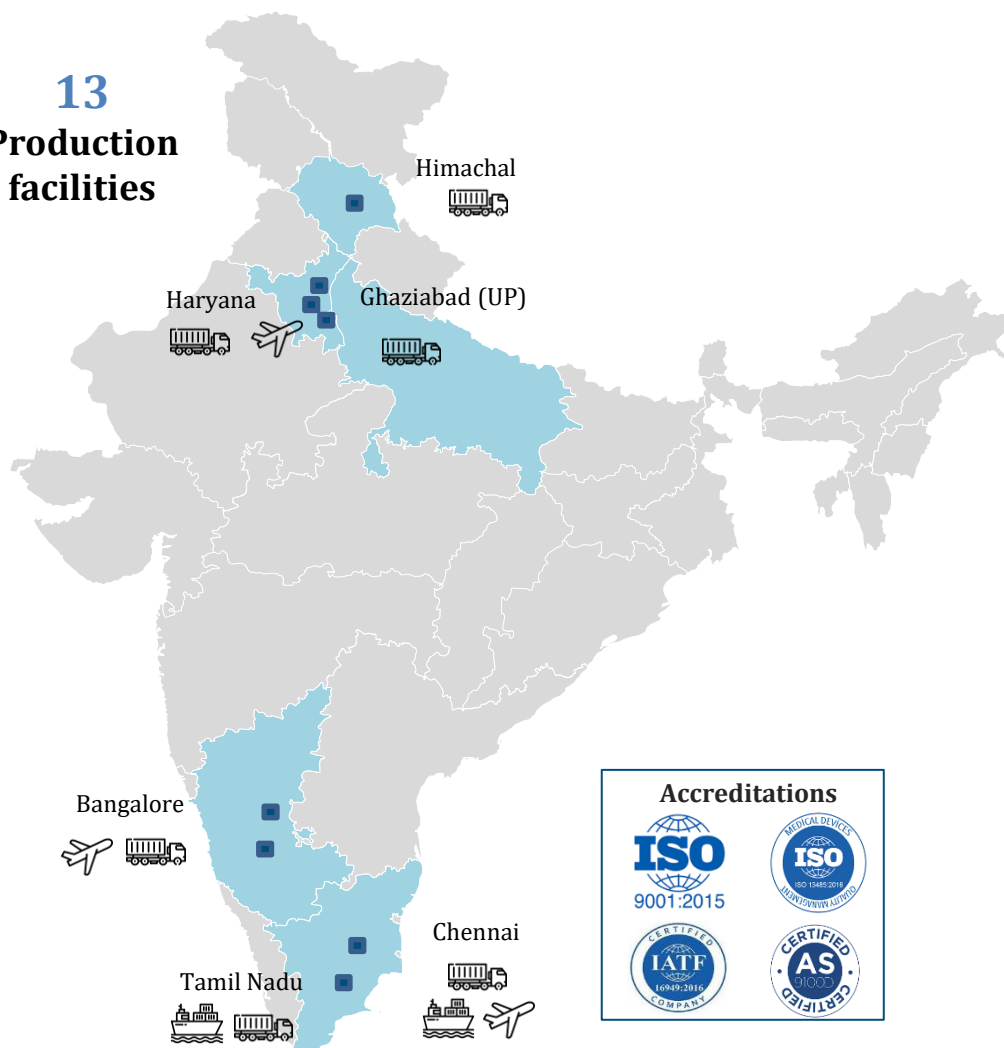 13
Production
facilities
Himachal
Haryana
Ghaziabad (UP)
Bangalore
Chennai
Tamil Nadu
Accreditations
ISO
9001:2015
MEDICAL DEVICES
ISO
ISO 13485:2016
QUALITY MANAGEMENT
CERTIFIED
IATF
16949:2016
COMPANY
CERTIFIED
AS
9100D
CERTIFIED